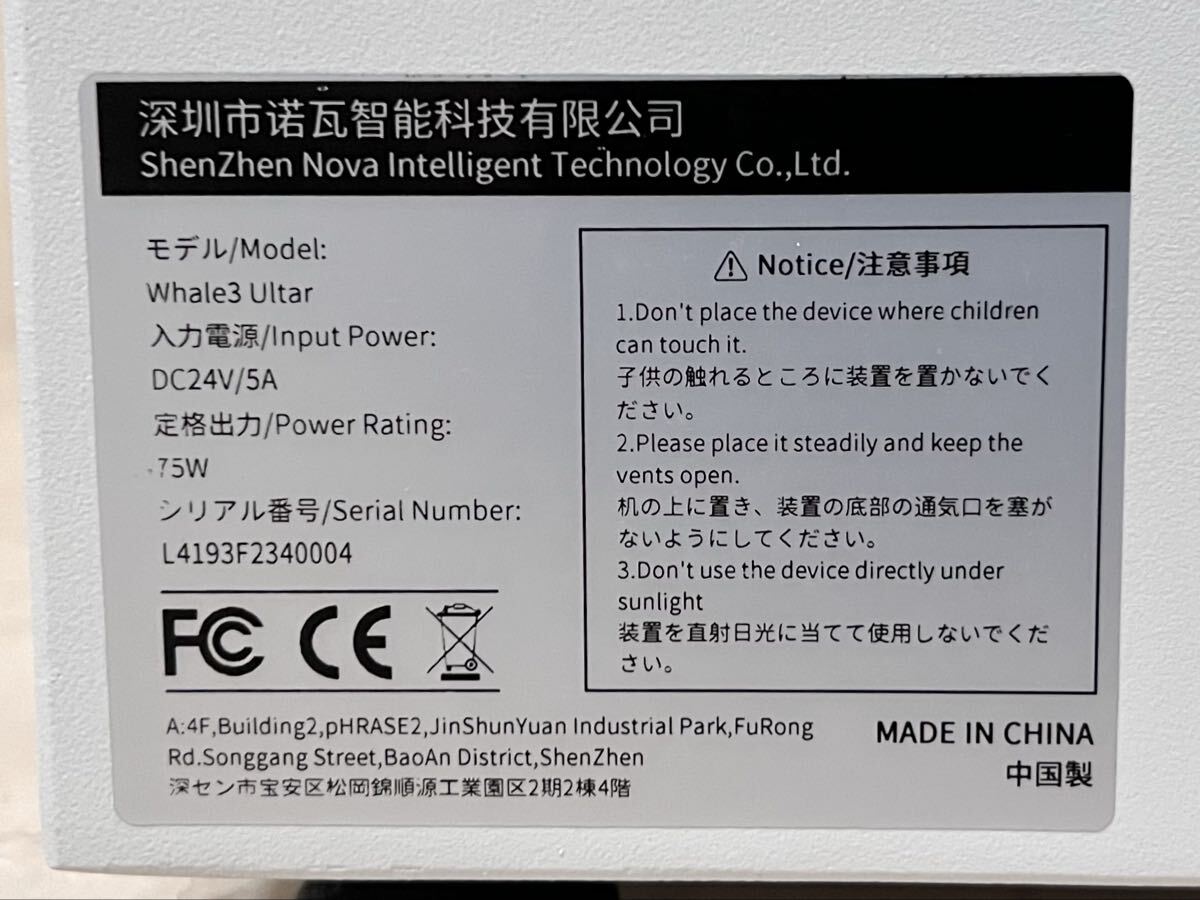 深圳市诺瓦智能科技有限公司
ShenZhen Nova Intelligent Technology Co.,Ltd.
モデル/Model:
Whale3 Ultar
入力電源/Input Power:
DC24V/5A
定格出力/Power Rating:
75W
シリアル番号/Serial Number:
L4193F2340004
FC CE
⚠ Notice/注意事項
1.Don't place the device where children
can touch it.
子供の触れるところに装置を置かないでく
ださい。
2.Please place it steadily and keep the
vents open.
机の上に置き、装置の底部の通気口を塞が
ないようにしてください。
3.Don't use the device directly under
sunlight
装置を直射日光に当てて使用しないでくだ
さい。
A:4F,Building2,pHRASE2,JinShunYuan Industrial Park,FuRong
Rd.Songgang Street,BaoAn District,ShenZhen
深セン市宝安区松岡錦順源工業園区2期2棟4階
MADE IN CHINA
中国製